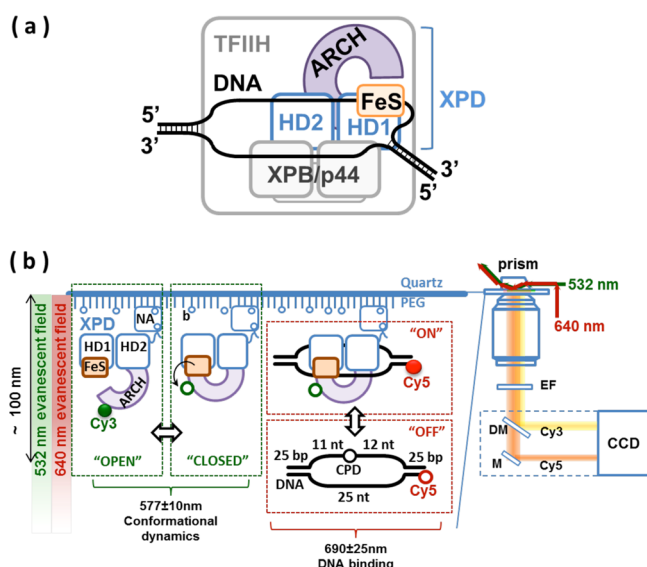 ( a )
TFIIH
ARCH
DNA
XPD
FeS
5’
3’
HD2
HD1
XPB/p44
3’
5’
( b )
prism
Quartz
PEG
532 nm
640 nm
532 nm evanescent field
640 nm evanescent field
~ 100 nm
XPD
NA
b
HD1
HD2
FeS
ARCH
Cy3
“OPEN”
“CLOSED”
“ON”
Cy5
“OFF”
11 nt
12 nt
25 bp
25 bp
CPD
DNA
Cy5
25 nt
577±10nm
Conformational
dynamics
690±25nm
DNA binding
EF
DM
Cy3
M
Cy5
CCD